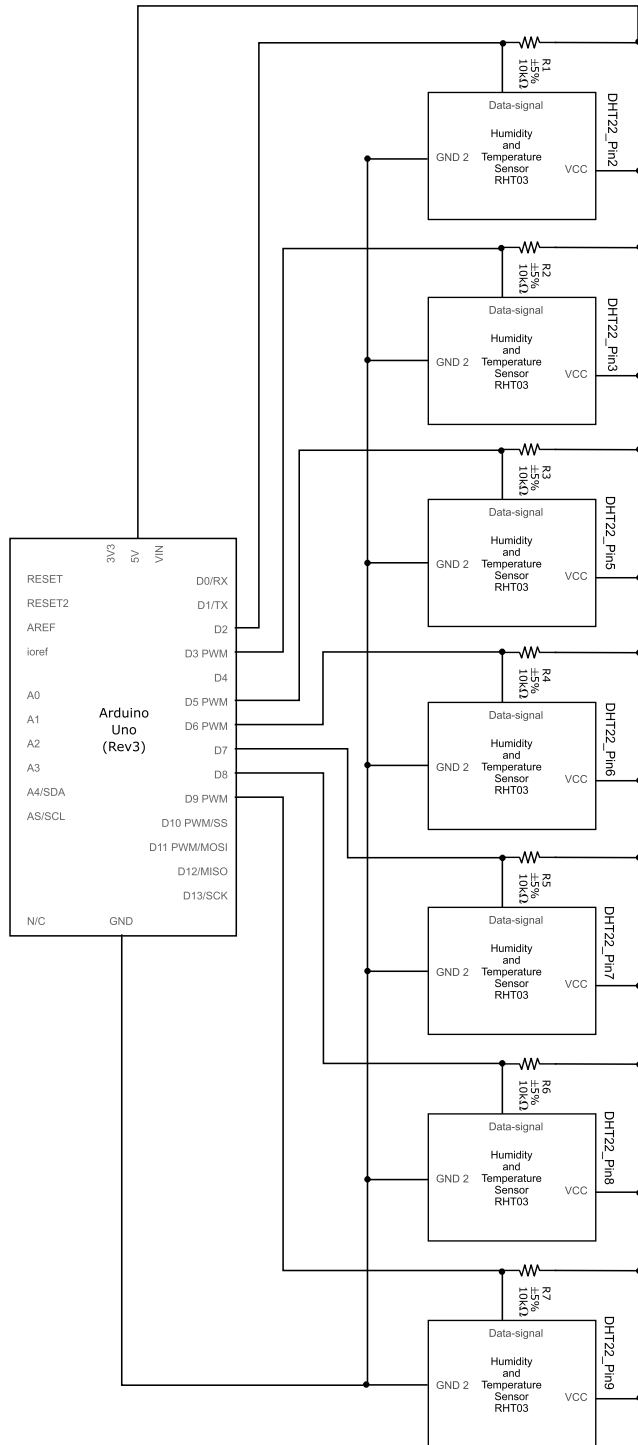 R1
±5%
10kΩ
DHT22_Pin2
Data-signal
Humidity
and
Temperature
Sensor
RHT03
GND 2
VCC
R2
±5%
10kΩ
DHT22_Pin3
Data-signal
Humidity
and
Temperature
Sensor
RHT03
GND 2
VCC
R3
±5%
10kΩ
DHT22_Pin5
Data-signal
Humidity
and
Temperature
Sensor
RHT03
GND 2
VCC
3V3
5V
VIN
RESET
RESET2
AREF
ioref
A0
A1
A2
A3
A4/SDA
AS/SCL
N/C
GND
Arduino
Uno
(Rev3)
D0/RX
D1/TX
D2
D3 PWM
D4
D5 PWM
D6 PWM
D7
D8
D9 PWM
D10 PWM/SS
D11 PWM/MOSI
D12/MISO
D13/SCK
R4
±5%
10kΩ
DHT22_Pin6
Data-signal
Humidity
and
Temperature
Sensor
RHT03
GND 2
VCC
R5
±5%
10kΩ
DHT22_Pin7
Data-signal
Humidity
and
Temperature
Sensor
RHT03
GND 2
VCC
R6
±5%
10kΩ
DHT22_Pin8
Data-signal
Humidity
and
Temperature
Sensor
RHT03
GND 2
VCC
R7
±5%
10kΩ
DHT22_Pin9
Data-signal
Humidity
and
Temperature
Sensor
RHT03
GND 2
VCC